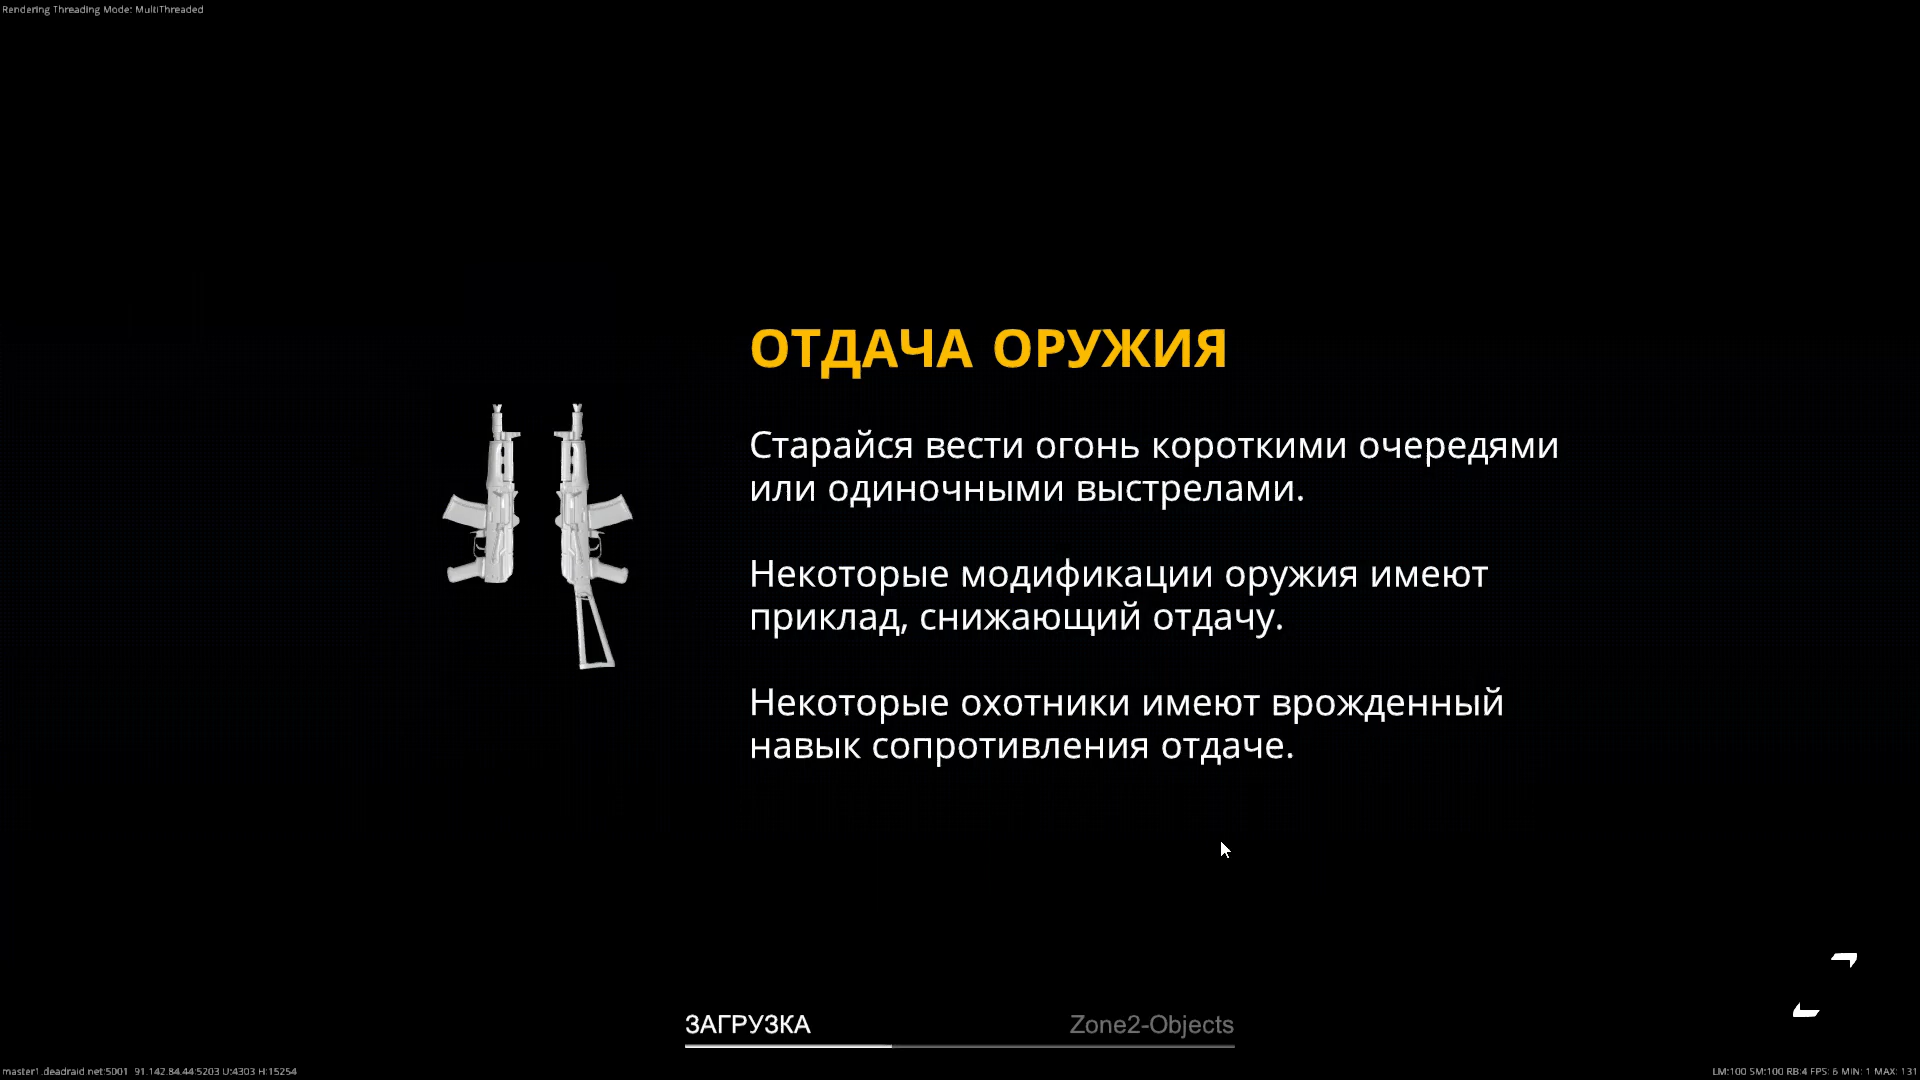 Rendering Threading Mode: MultiThreaded
ОТДАЧА ОРУЖИЯ
Старайся вести огонь короткими очередями
или одиночными выстрелами.
Некоторые модификации оружия имеют
приклад, снижающий отдачу.
Некоторые охотники имеют врожденный
навык сопротивления отдаче.
ЗАГРУЗКА
Zone2-Objects
master1.deadraid.net:5001 91.142.84.44:5203 U:4303 H:15254
LM:100 SM:100 RB:4 FPS: 6 MIN: 1 MAX: 131